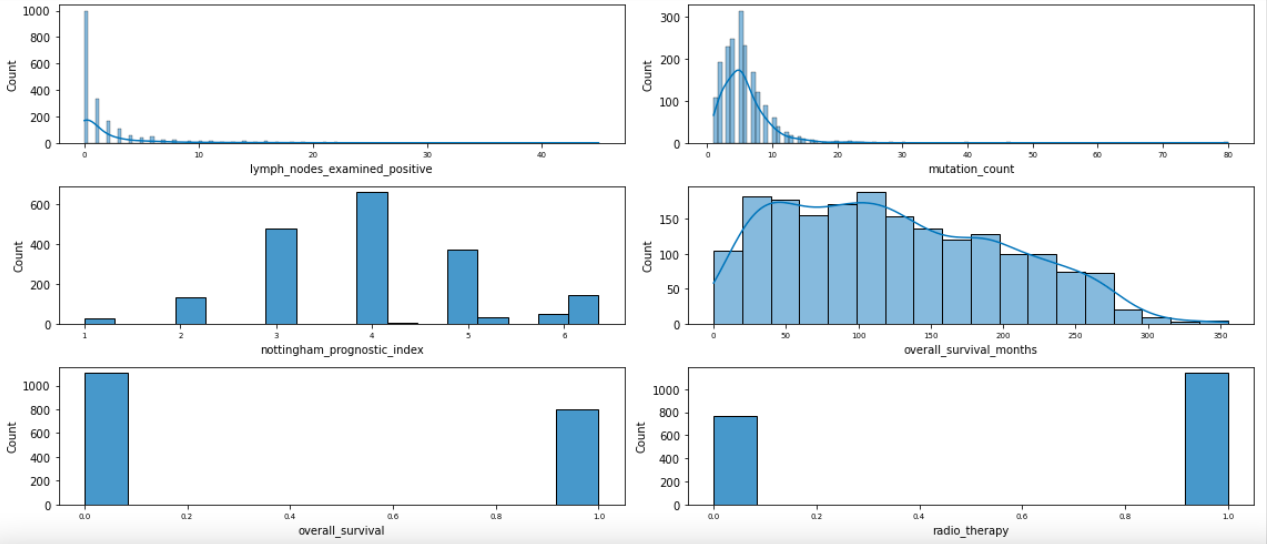 1000
800
600
400
200
0
Count
0 10 20 30 40
lymph_nodes_examined_positive
300
200
100
0
Count
0 10 20 30 40 50 60 70 80
mutation_count
600
400
200
0
Count
1 2 3 4 5 6
nottingham_prognostic_index
150
100
50
0
Count
0 50 100 150 200 250 300 350
overall_survival_months
1000
800
600
400
200
0
Count
0.0 0.2 0.4 0.6 0.8 1.0
overall_survival
1000
800
600
400
200
0
Count
0.0 0.2 0.4 0.6 0.8 1.0
radio_therapy